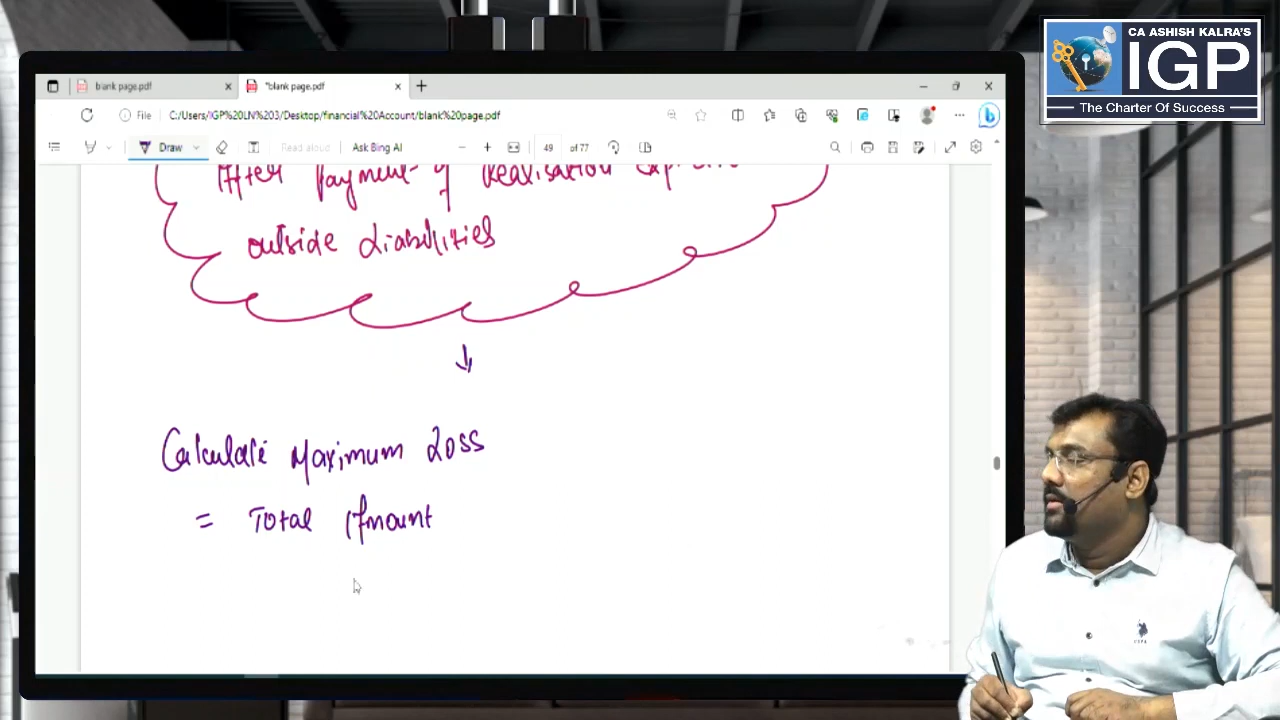 CA ASHISH KALRA'S
IGP
The Charter Of Success
blank page.pdf
*blank page.pdf
File
C:/Users/IGP%20LN%203/Desktop/financial%20Account/blank%20page.pdf
Draw
Read aloud
Ask Bing AI
49 of 77
After Payment of Realisation
outside Liabilities
Calculate Maximum Loss
= Total Amount